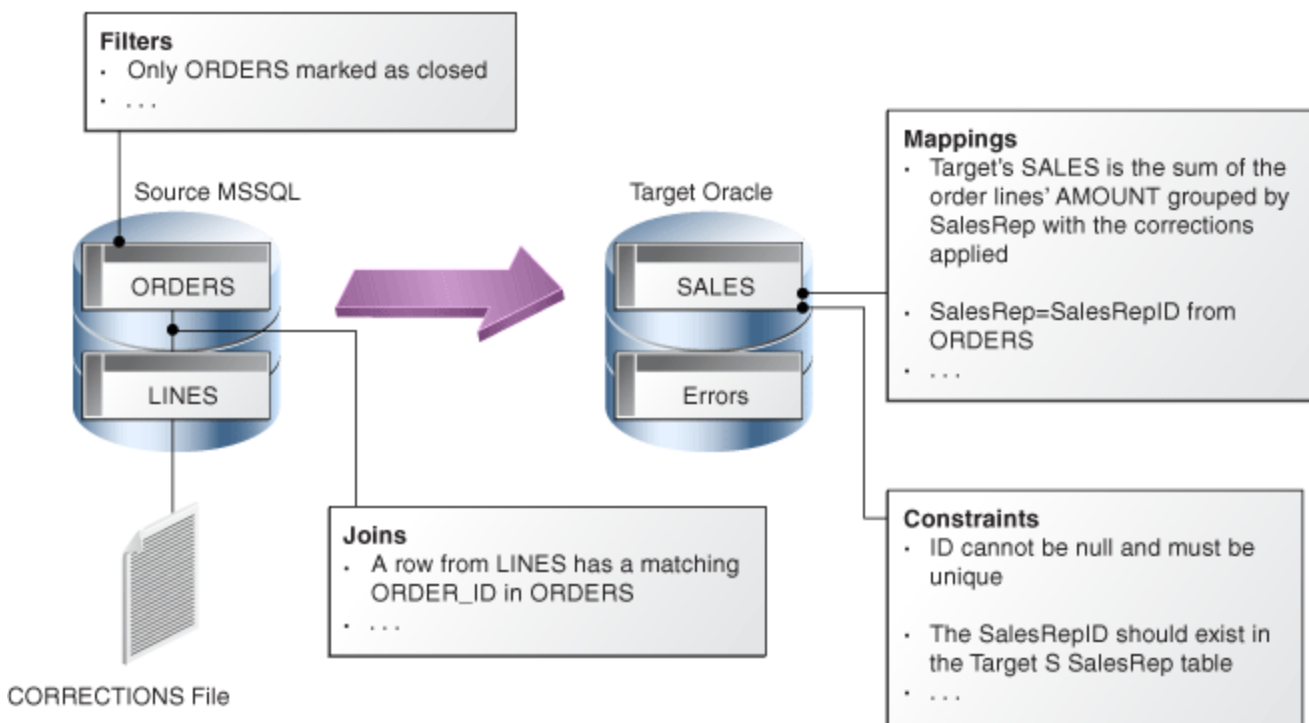 Filters
· Only ORDERS marked as closed
· ...
Source MSSQL
ORDERS
LINES
CORRECTIONS File
Joins
· A row from LINES has a matching
ORDER_ID in ORDERS
· ...
Target Oracle
SALES
Errors
Mappings
· Target's SALES is the sum of the
order lines' AMOUNT grouped by
SalesRep with the corrections
applied
· SalesRep=SalesRepID from
ORDERS
· ...
Constraints
· ID cannot be null and must be
unique
· The SalesRepID should exist in
the Target S SalesRep table
· ...